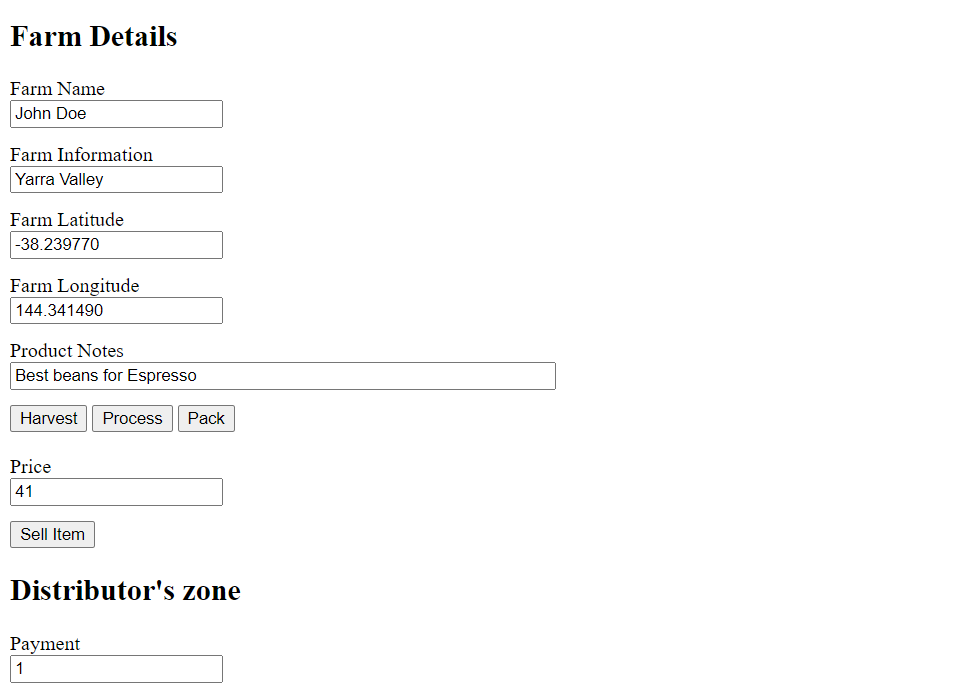 Farm Details
Farm Name
John Doe
Farm Information
Yarra Valley
Farm Latitude
-38.239770
Farm Longitude
144.341490
Product Notes
Best beans for Espresso
Harvest Process Pack
Price
41
Sell Item
Distributor's zone
Payment
1